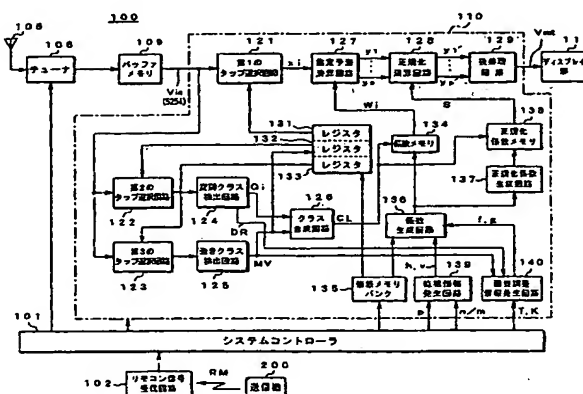 100
105
106
チューナ
109
バッファ
メモリ
Vin
(525i)
110
121
第1の
タップ選択回路
xi
127
推定予測
演算回路
y1
yP
128
正規化
演算回路
y1'
129
後処理
回路
Vout
11
ディスプレイ
部
131
132
133
レジスタ
レジスタ
レジスタ
Wi
134
係数メモリ
S
138
正規化
係数メモリ
137
正規化係数
生成回路
第2の
タップ選択回路
122
空間クラス
検出回路
124
Qi
DR
126
クラス
生成回路
CL
136
係数
生成回路
f,g
第3の
タップ選択回路
123
動きクラス
検出回路
125
MV
135
情報メモリ
バンク
h,v
139
位相情報
発生回路
140
画質調整
情報発生回路
P
n/m
T,K
101
システムコントローラ
102
リモコン信号
受信回路
RM
200
送信機